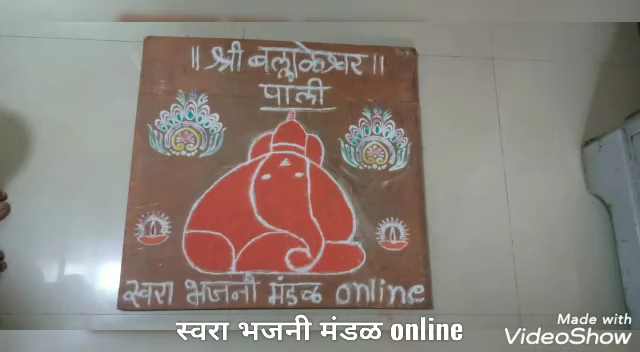 ॥ श्री बल्लाळेश्वर ॥
पाली
स्वरा भजनी मंडळ online
स्वरा भजनी मंडळ online
Made with
VideoShow